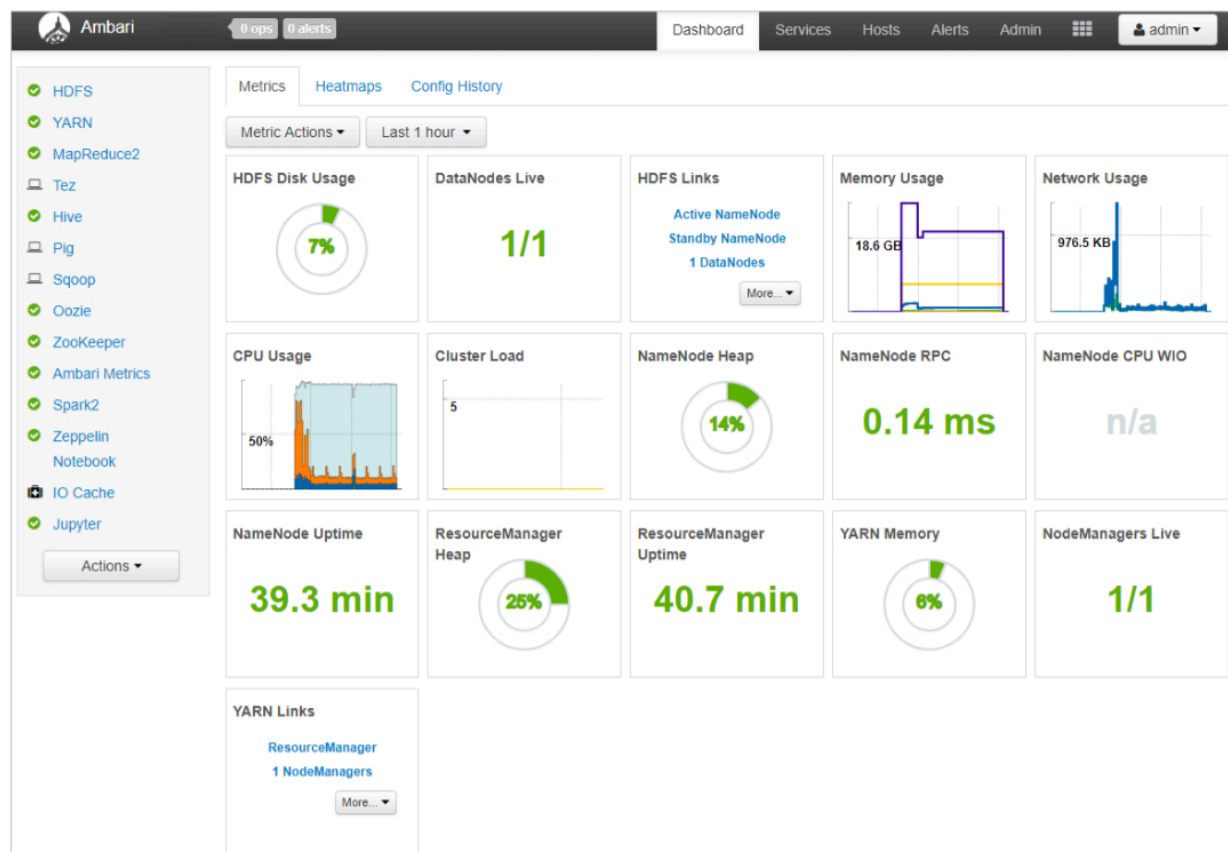 Ambari
0 ops
0 alerts
Dashboard
Services
Hosts
Alerts
Admin
admin
HDFS
YARN
MapReduce2
Tez
Hive
Pig
Sqoop
Oozie
ZooKeeper
Ambari Metrics
Spark2
Zeppelin
Notebook
IO Cache
Jupyter
Actions
Metrics
Heatmaps
Config History
Metric Actions
Last 1 hour
HDFS Disk Usage
7%
DataNodes Live
1/1
HDFS Links
Active NameNode
Standby NameNode
1 DataNodes
More...
Memory Usage
18.6 GB
Network Usage
976.5 KB
CPU Usage
50%
Cluster Load
5
NameNode Heap
14%
NameNode RPC
0.14 ms
NameNode CPU WIO
n/a
NameNode Uptime
39.3 min
ResourceManager
Heap
25%
ResourceManager
Uptime
40.7 min
YARN Memory
6%
NodeManagers Live
1/1
YARN Links
ResourceManager
1 NodeManagers
More...